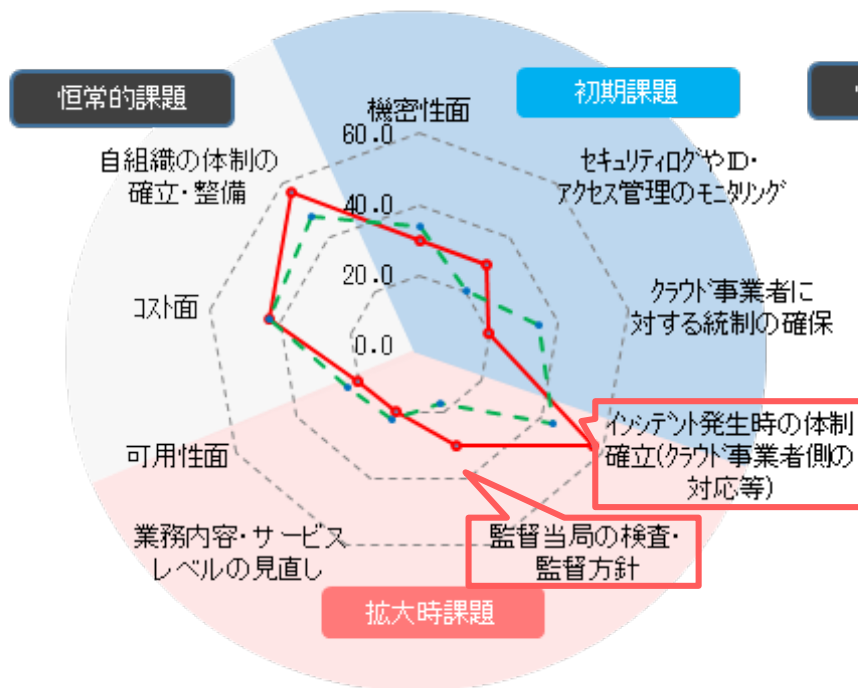 恒常的課題
初期課題
機密性面
60.0
40.0
20.0
0.0
セキュリティログやID・
アクセス管理のモニタリング
クラウド事業者に
対する統制の確保
インシデント発生時の体制
確立(クラウド事業者側の
対応等)
監督当局の検査・
監督方針
業務内容・サービス
レベルの見直し
可用性面
コスト面
自組織の体制の
確立・整備
拡大時課題